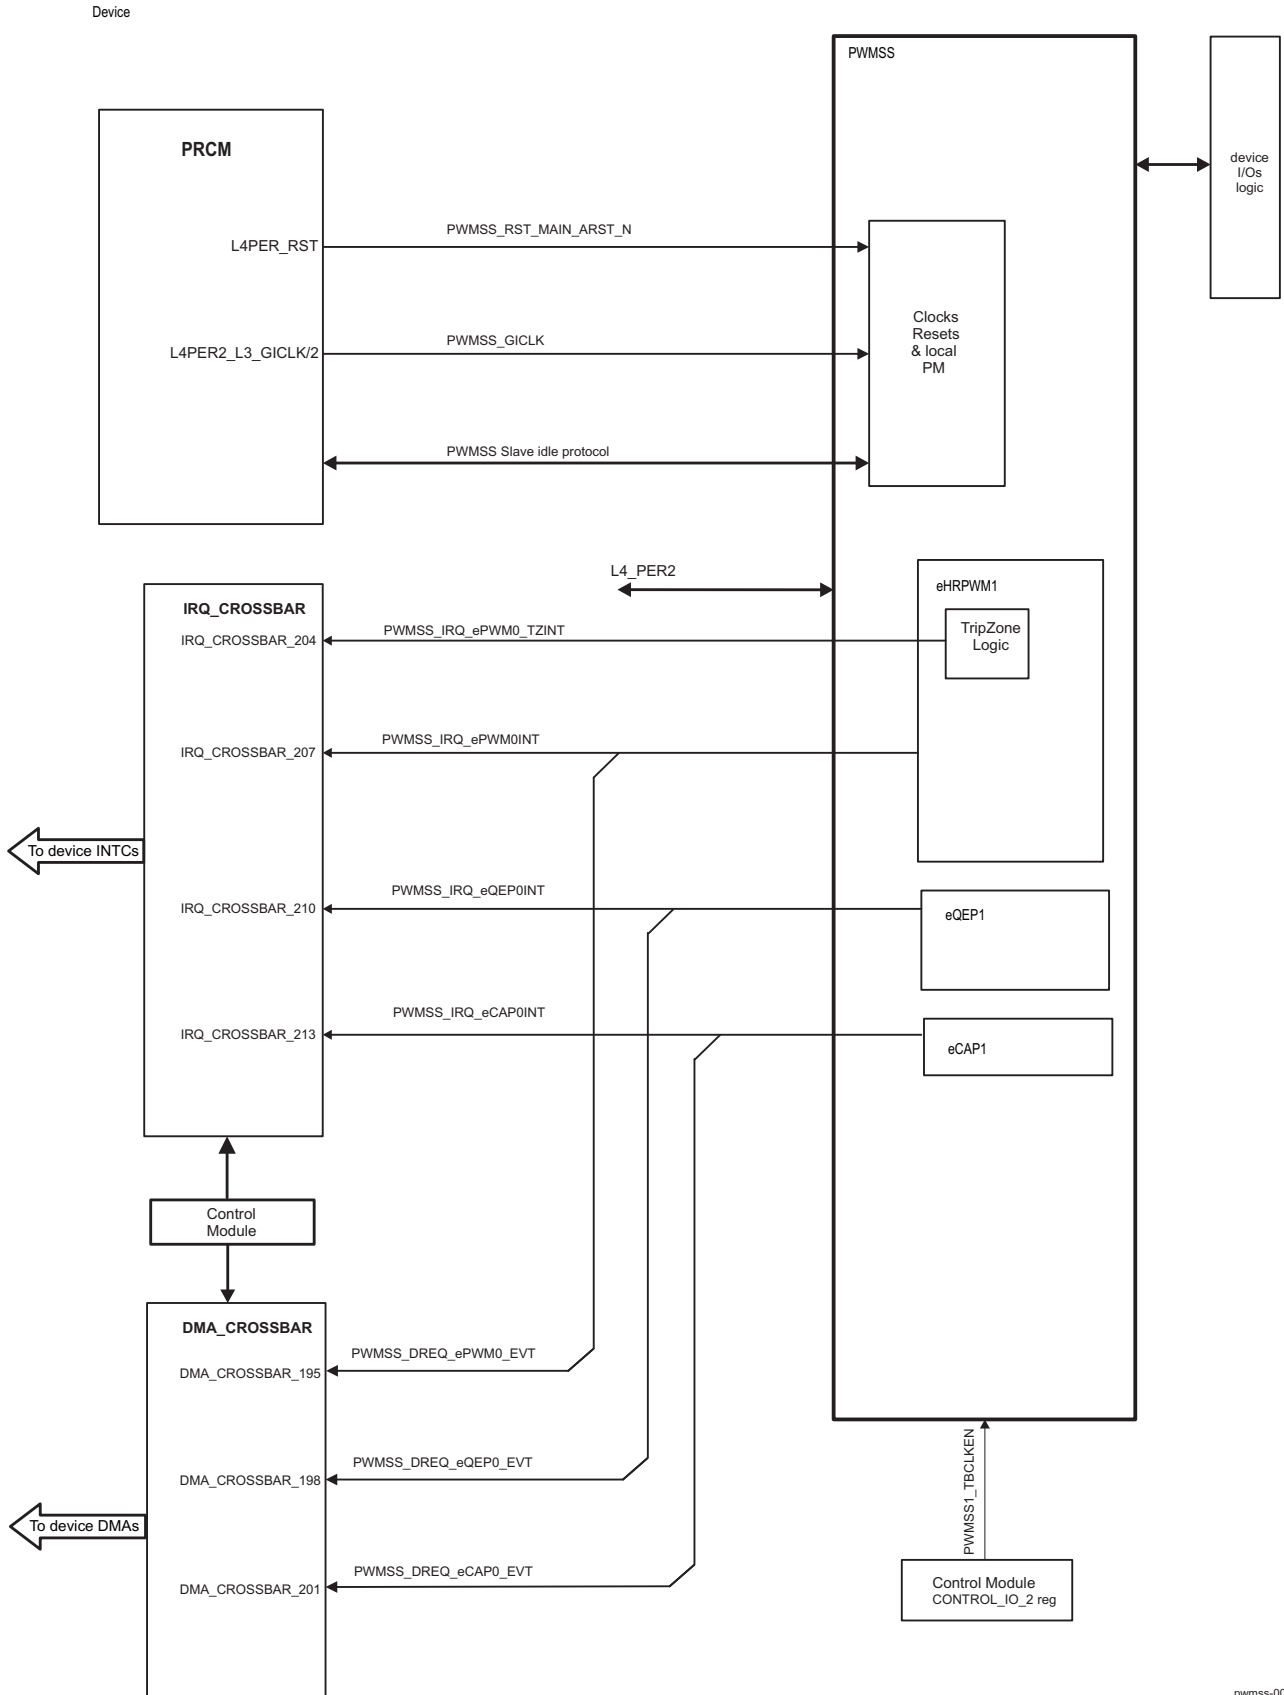 Device
PWMSS
device
I/Os
logic
PRCM
L4PER_RST
PWMSS_RST_MAIN_ARST_N
L4PER2_L3_GICLK/2
PWMSS_GICLK
Clocks
Resets
& local
PM
PWMSS Slave idle protocol
L4_PER2
eHRPWM1
TripZone
Logic
IRQ_CROSSBAR
IRQ_CROSSBAR_204
PWMSS_IRQ_ePWM0_TZINT
IRQ_CROSSBAR_207
PWMSS_IRQ_ePWM0INT
To device INTCs
IRQ_CROSSBAR_210
PWMSS_IRQ_eQEP0INT
eQEP1
IRQ_CROSSBAR_213
PWMSS_IRQ_eCAP0INT
eCAP1
Control
Module
DMA_CROSSBAR
DMA_CROSSBAR_195
PWMSS_DREQ_ePWM0_EVT
DMA_CROSSBAR_198
PWMSS_DREQ_eQEP0_EVT
To device DMAs
DMA_CROSSBAR_201
PWMSS_DREQ_eCAP0_EVT
PWMSS1_TBCLKEN
Control Module
CONTROL_IO_2 reg